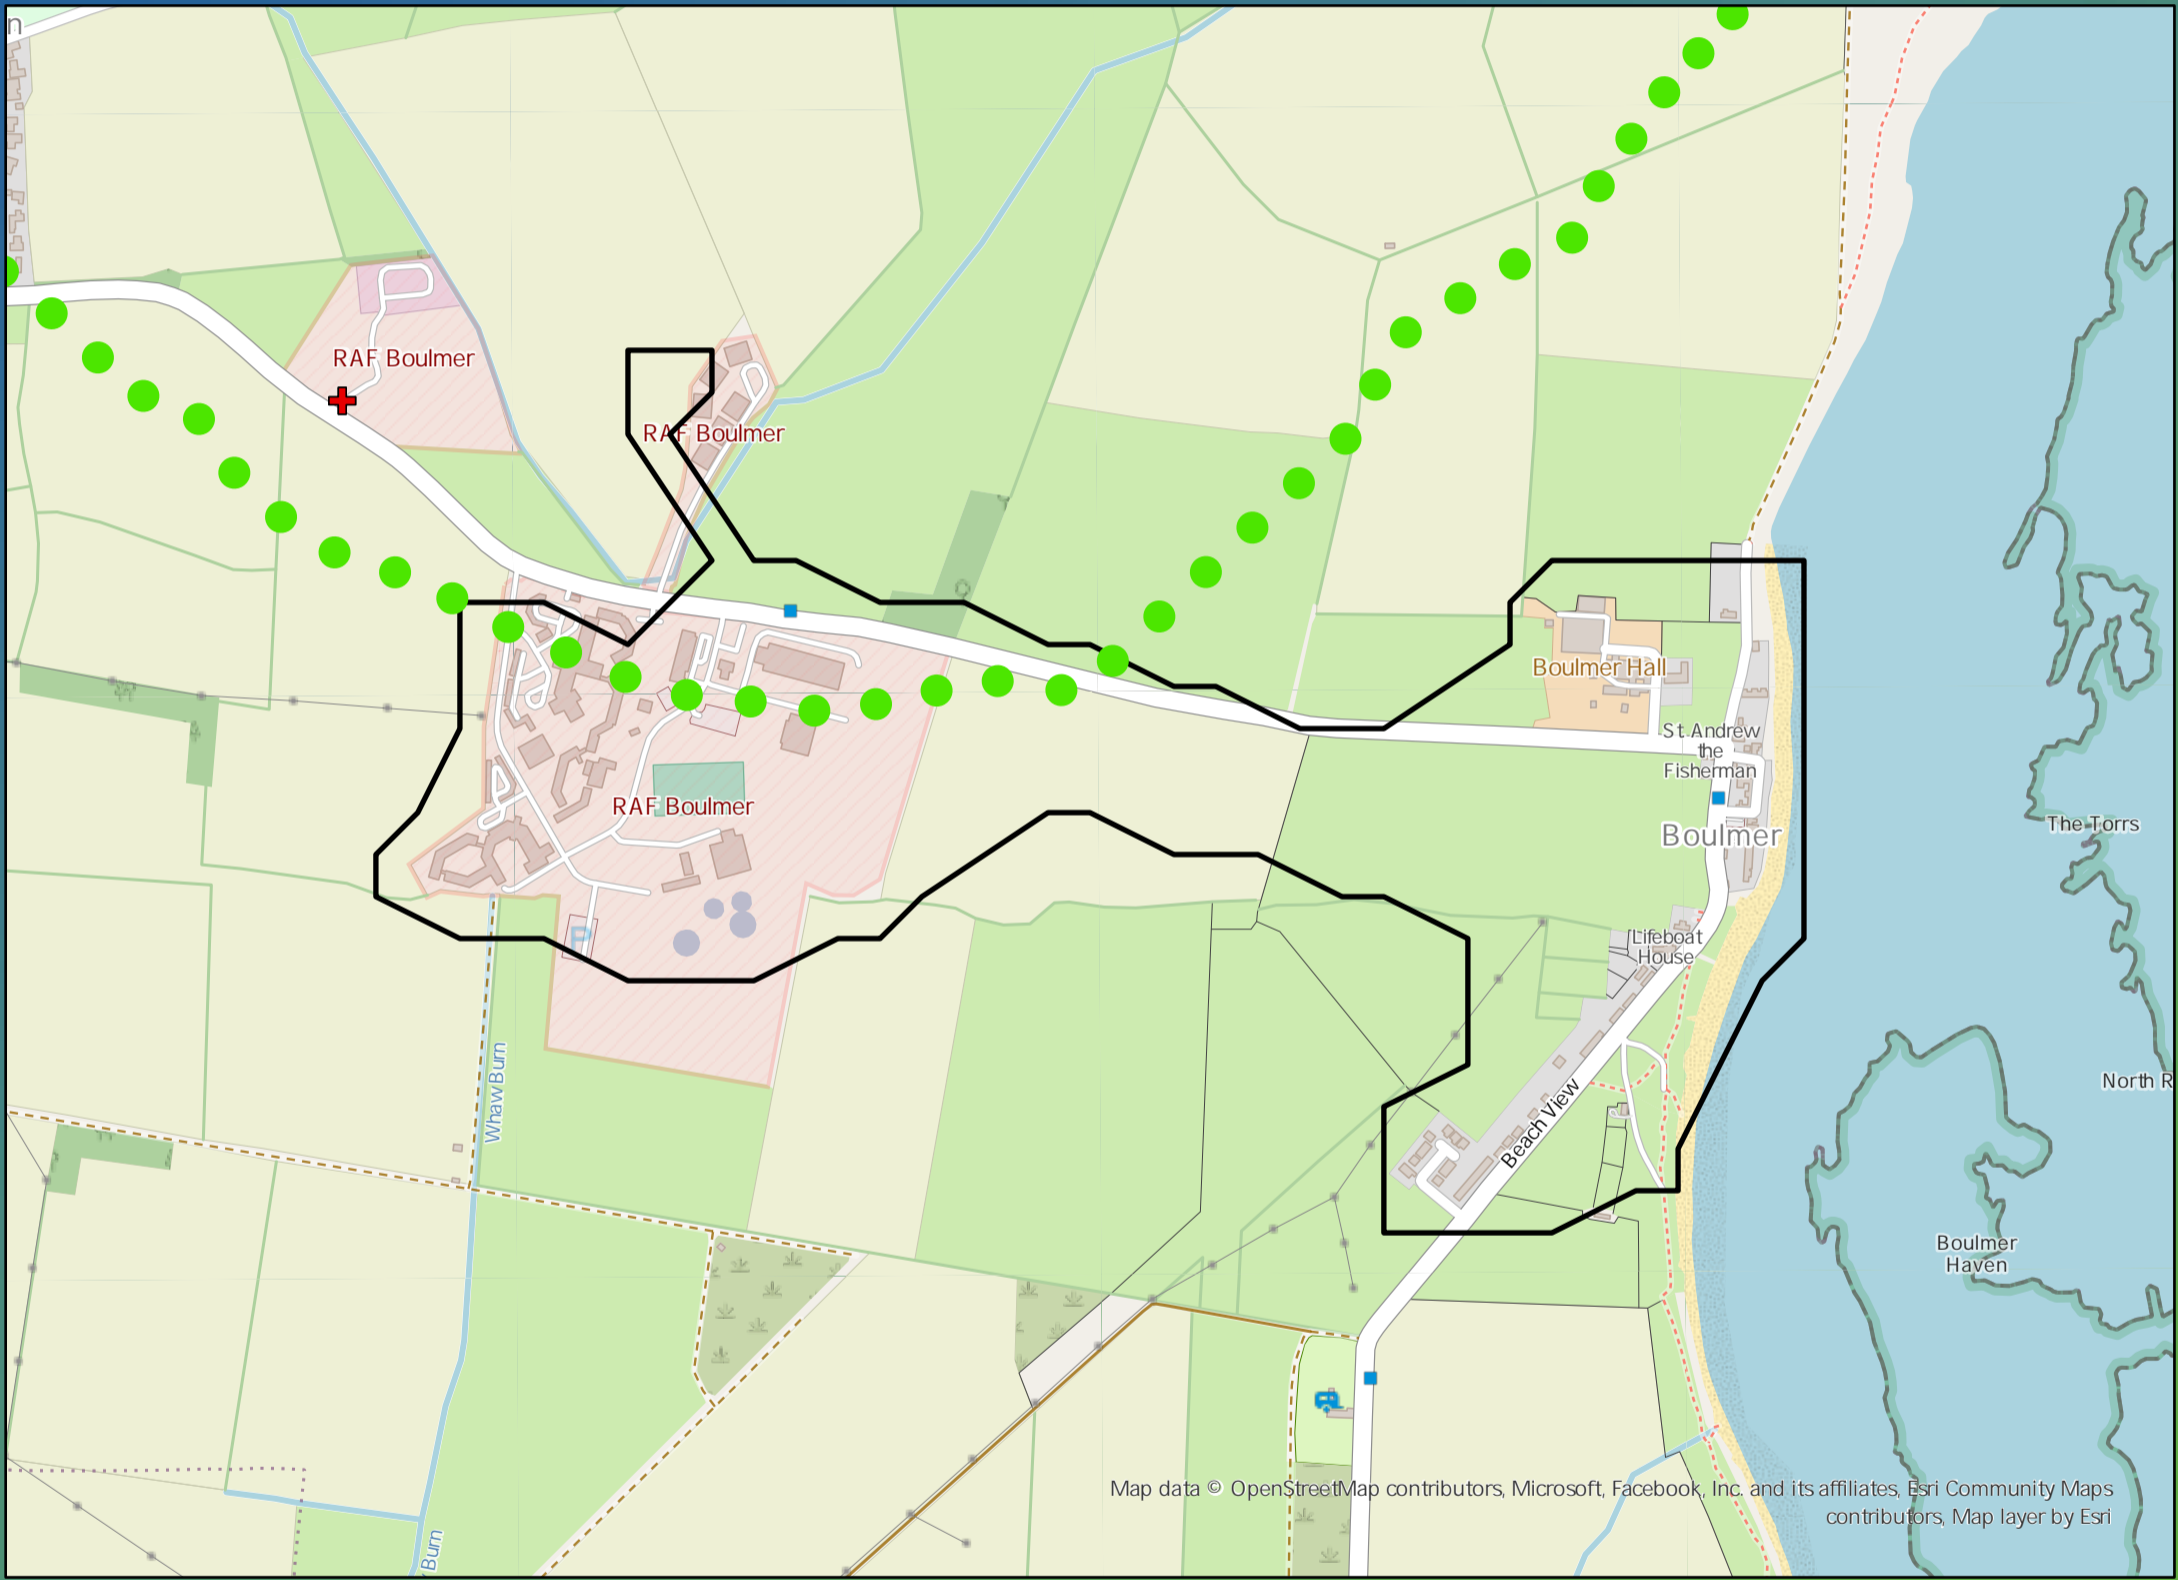 n
RAF Boulmer
RAF Boulmer
Boulmer Hall
St. Andrew
the
Fisherman
RAF Boulmer
The Torrs
Boulmer
P
Lifeboat
House
Whaw Burn
North R
Beach View
Boulmer
Haven
Burn
Map data © OpenStreetMap contributors, Microsoft, Facebook, Inc. and its affiliates, Esri Community Maps
contributors, Map layer by Esri